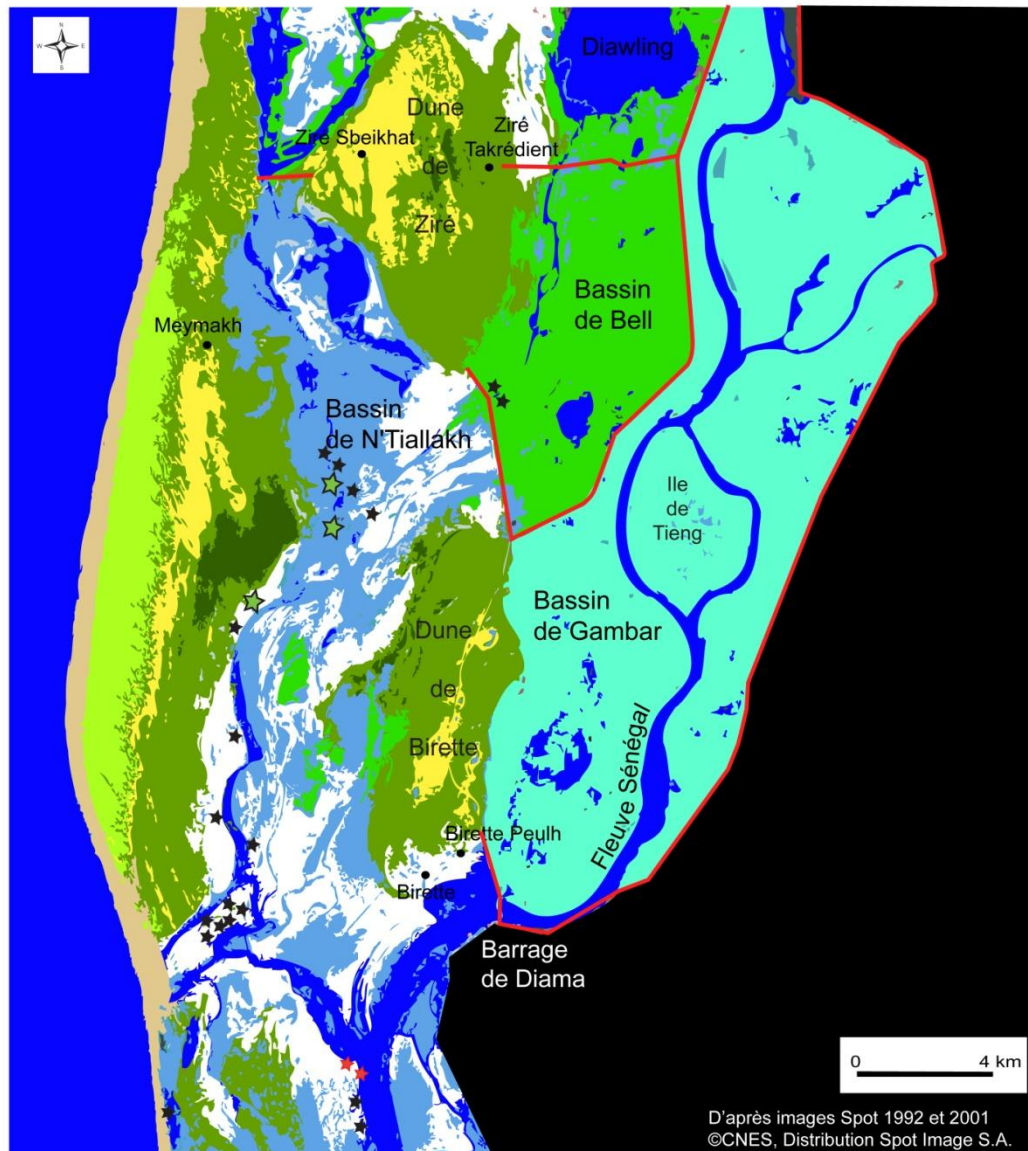 N
W E
S
Diawling
Dune
de
Ziré
Ziré Sbeikhat
Ziré
Takrédient
Bassin
de Bell
Meymakh
Bassin
de N'Tiallakh
Ile
de
Tieng
Bassin
de Gambar
Dune
de
Birette
Fleuve Sénégal
Birette Peulh
Birette
Barrage
de Diama
0 4 km
D'après images Spot 1992 et 2001
©CNES, Distribution Spot Image S.A.